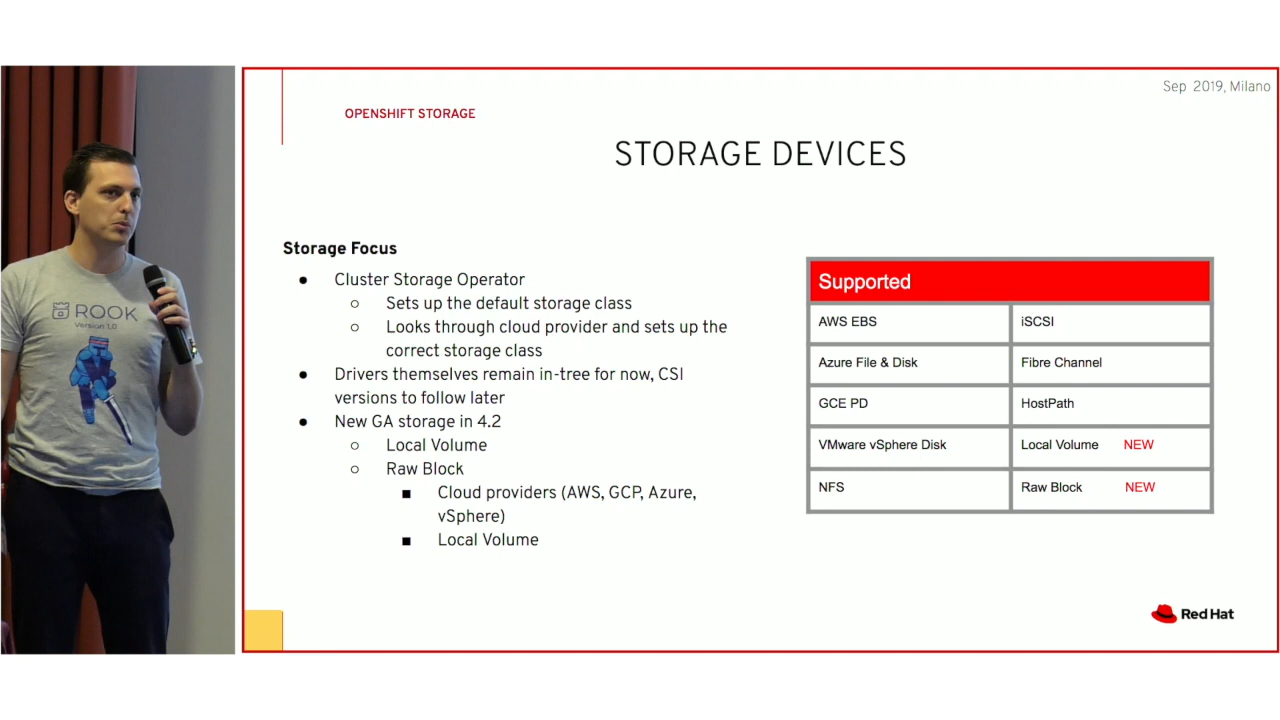 Sep 2019, Milano
OPENSHIFT STORAGE
STORAGE DEVICES
Storage Focus
● Cluster Storage Operator
○ Sets up the default storage class
○ Looks through cloud provider and sets up the
correct storage class
● Drivers themselves remain in-tree for now, CSI
versions to follow later
● New GA storage in 4.2
○ Local Volume
○ Raw Block
■ Cloud providers (AWS, GCP, Azure,
vSphere)
■ Local Volume
Supported
AWS EBS iSCSI
Azure File & Disk Fibre Channel
GCE PD HostPath
VMware vSphere Disk Local Volume NEW
NFS Raw Block NEW
Red Hat
ROOK
Version 1.0